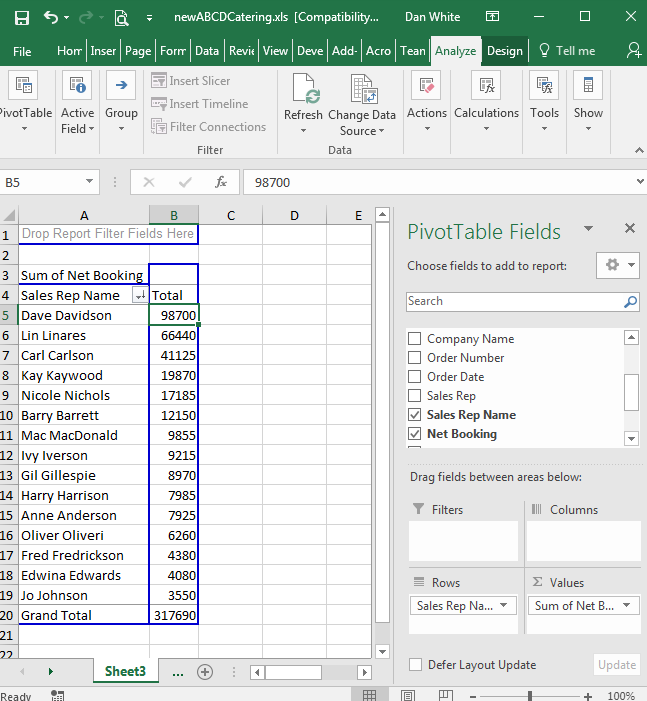 newABCDCatering.xls [Compatibility... Dan White
File Hom Inser Page Form Data Revie View Deve Add- Acro Team Analyze Design Tell me
PivotTable Active Field Group
Insert Slicer
Insert Timeline
Filter Connections
Filter
Refresh Change Data Source
Data
Actions Calculations Tools Show
B5 fx 98700
A B C D E
1 Drop Report Filter Fields Here
2
3 Sum of Net Booking
4 Sales Rep Name Total
5 Dave Davidson 98700
6 Lin Linares 66440
7 Carl Carlson 41125
8 Kay Kaywood 19870
9 Nicole Nichols 17185
10 Barry Barrett 12150
11 Mac MacDonald 9855
12 Ivy Iverson 9215
13 Gil Gillespie 8970
14 Harry Harrison 7985
15 Anne Anderson 7925
16 Oliver Oliveri 6260
17 Fred Fredrickson 4380
18 Edwina Edwards 4080
19 Jo Johnson 3550
20 Grand Total 317690
21
22
PivotTable Fields
Choose fields to add to report:
Search
Company Name
Order Number
Order Date
Sales Rep
Sales Rep Name
Net Booking
Drag fields between areas below:
Filters Columns
Rows Σ Values
Sales Rep Na... Sum of Net B...
Defer Layout Update Update
Sheet3 ...
Ready 100%